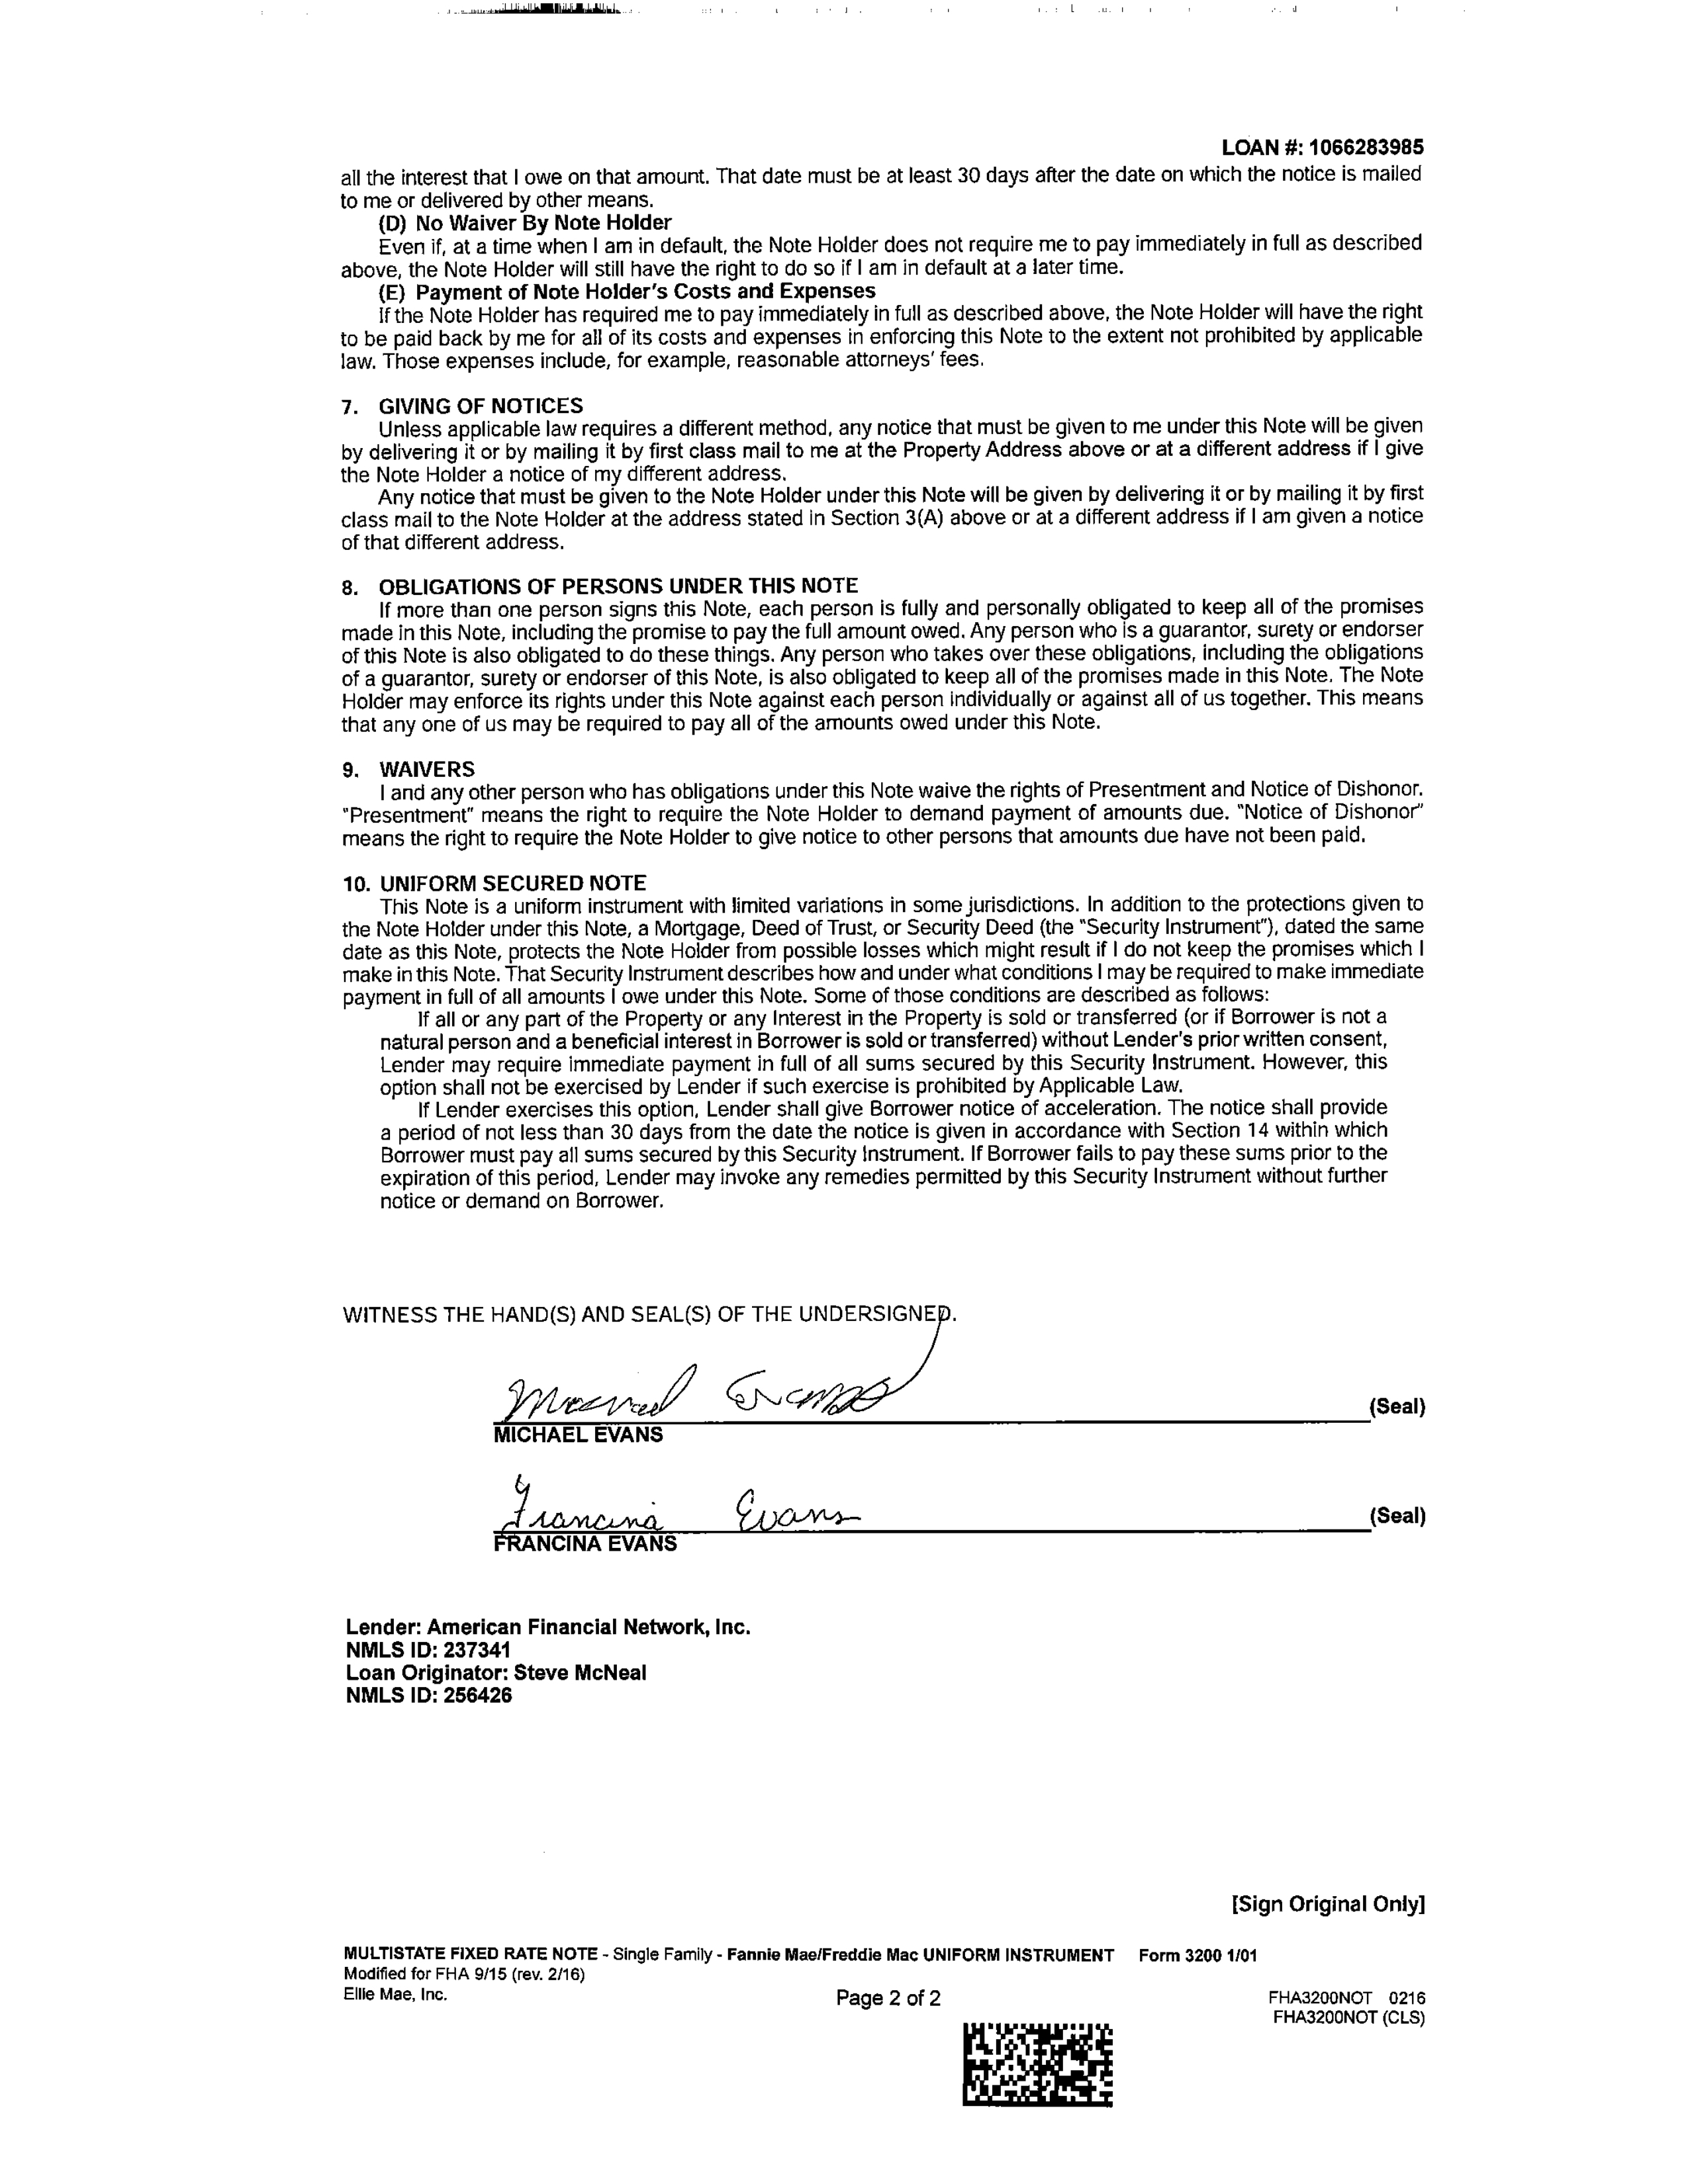 LOAN #: 1066283985
all the interest that I owe on that amount. That date must be at least 30 days after the date on which the notice is mailed
to me or delivered by other means.
(D) No Waiver By Note Holder
Even if, at a time when I am in default, the Note Holder does not require me to pay immediately in full as described
above, the Note Holder will still have the right to do so if I am in default at a later time.
(E) Payment of Note Holder's Costs and Expenses
If the Note Holder has required me to pay immediately in full as described above, the Note Holder will have the right
to be paid back by me for all of its costs and expenses in enforcing this Note to the extent not prohibited by applicable
law. Those expenses include, for example, reasonable attorneys' fees.
7. GIVING OF NOTICES
Unless applicable law requires a different method, any notice that must be given to me under this Note will be given
by delivering it or by mailing it by first class mail to me at the Property Address above or at a different address if I give
the Note Holder a notice of my different address.
Any notice that must be given to the Note Holder under this Note will be given by delivering it or by mailing it by first
class mail to the Note Holder at the address stated in Section 3(A) above or at a different address if I am given a notice
of that different address.
8. OBLIGATIONS OF PERSONS UNDER THIS NOTE
If more than one person signs this Note, each person is fully and personally obligated to keep all of the promises
made in this Note, including the promise to pay the full amount owed. Any person who is a guarantor, surety or endorser
of this Note is also obligated to do these things. Any person who takes over these obligations, including the obligations
of a guarantor, surety or endorser of this Note, is also obligated to keep all of the promises made in this Note. The Note
Holder may enforce its rights under this Note against each person individually or against all of us together. This means
that any one of us may be required to pay all of the amounts owed under this Note.
9. WAIVERS
I and any other person who has obligations under this Note waive the rights of Presentment and Notice of Dishonor.
"Presentment" means the right to require the Note Holder to demand payment of amounts due. "Notice of Dishonor"
means the right to require the Note Holder to give notice to other persons that amounts due have not been paid.
10. UNIFORM SECURED NOTE
This Note is a uniform instrument with limited variations in some jurisdictions. In addition to the protections given to
the Note Holder under this Note, a Mortgage, Deed of Trust, or Security Deed (the "Security Instrument"), dated the same
date as this Note, protects the Note Holder from possible losses which might result if I do not keep the promises which I
make in this Note. That Security Instrument describes how and under what conditions I may be required to make immediate
payment in full of all amounts I owe under this Note. Some of those conditions are described as follows:
If all or any part of the Property or any Interest in the Property is sold or transferred (or if Borrower is not a
natural person and a beneficial interest in Borrower is sold or transferred) without Lender's prior written consent,
Lender may require immediate payment in full of all sums secured by this Security Instrument. However, this
option shall not be exercised by Lender if such exercise is prohibited by Applicable Law.
If Lender exercises this option, Lender shall give Borrower notice of acceleration. The notice shall provide
a period of not less than 30 days from the date the notice is given in accordance with Section 14 within which
Borrower must pay all sums secured by this Security Instrument. If Borrower fails to pay these sums prior to the
expiration of this period, Lender may invoke any remedies permitted by this Security Instrument without further
notice or demand on Borrower.
WITNESS THE HAND(S) AND SEAL(S) OF THE UNDERSIGNED.
Michael Evans (Seal)
MICHAEL EVANS
Francina Evans (Seal)
FRANCINA EVANS
Lender: American Financial Network, Inc.
NMLS ID: 237341
Loan Originator: Steve McNeal
NMLS ID: 256426
[Sign Original Only]
MULTISTATE FIXED RATE NOTE - Single Family - Fannie Mae/Freddie Mac UNIFORM INSTRUMENT Form 3200 1/01
Modified for FHA 9/15 (rev. 2/16)
Ellie Mae, Inc.
Page 2 of 2
FHA3200NOT 0216
FHA3200NOT (CLS)